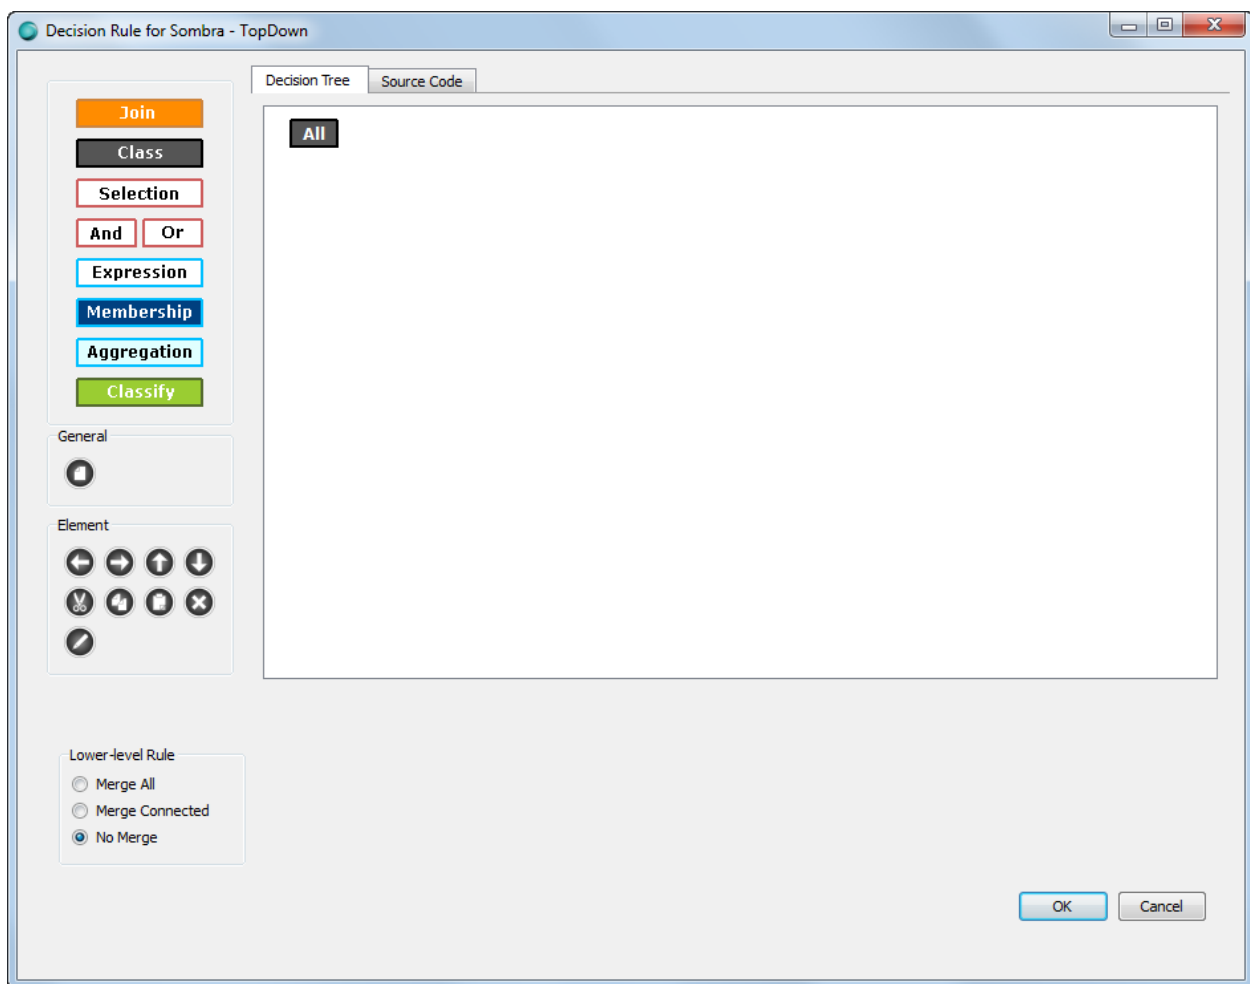 Decision Rule for Sombra - TopDown
Decision Tree
Source Code
Join
Class
Selection
And
Or
Expression
Membership
Aggregation
Classify
All
General
Element
Lower-level Rule
Merge All
Merge Connected
No Merge
OK
Cancel